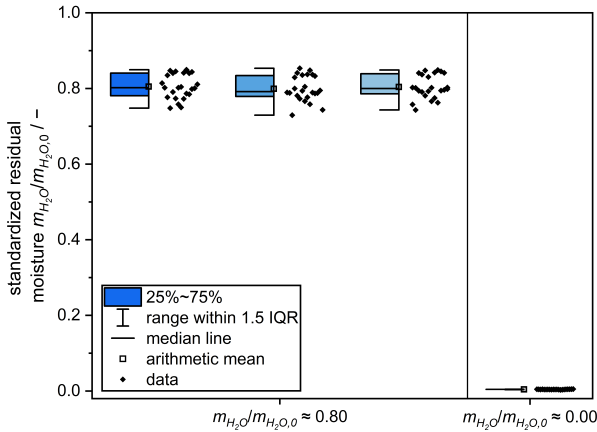 standardized residual
moisture m_H₂O/m_H₂O,0 / –
1.0
0.8
0.6
0.4
0.2
0.0
25%~75%
range within 1.5 IQR
median line
arithmetic mean
data
m_H₂O/m_H₂O,0 ≈ 0.80
m_H₂O/m_H₂O,0 ≈ 0.00